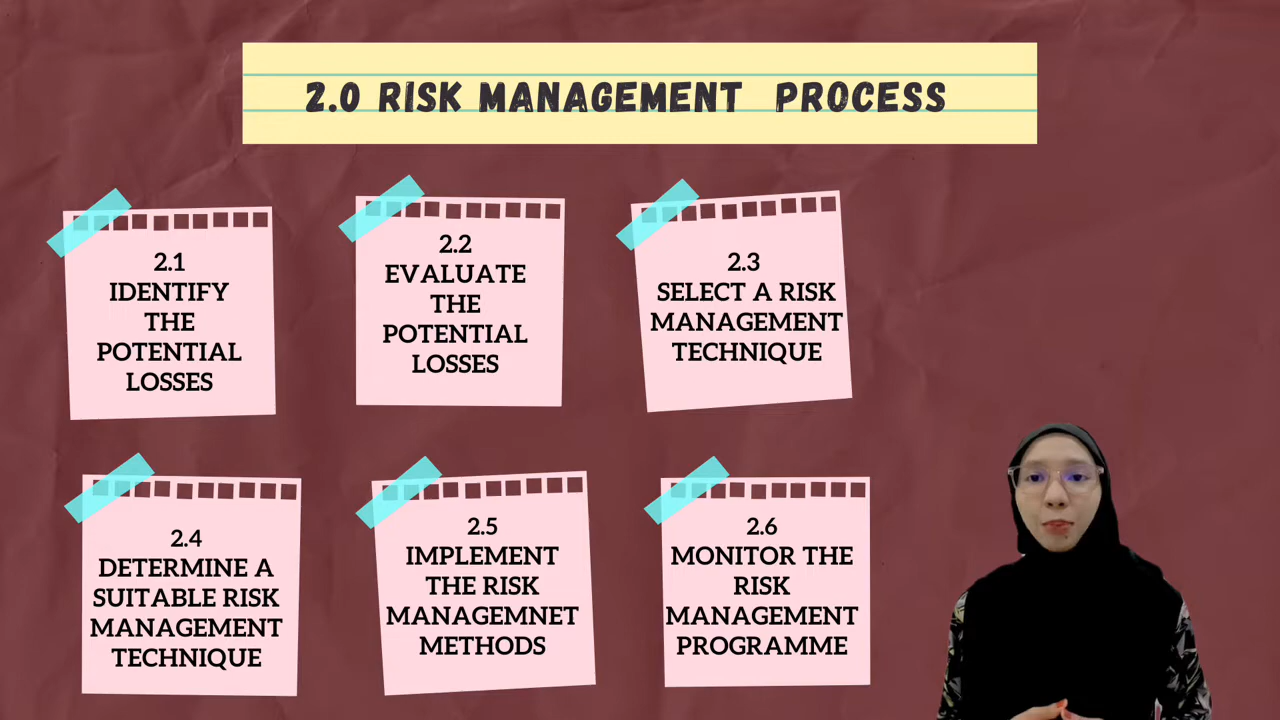 2.0 RISK MANAGEMENT PROCESS
2.1
IDENTIFY
THE
POTENTIAL
LOSSES
2.2
EVALUATE
THE
POTENTIAL
LOSSES
2.3
SELECT A RISK
MANAGEMENT
TECHNIQUE
2.4
DETERMINE A
SUITABLE RISK
MANAGEMENT
TECHNIQUE
2.5
IMPLEMENT
THE RISK
MANAGEMNET
METHODS
2.6
MONITOR THE
RISK
MANAGEMENT
PROGRAMME